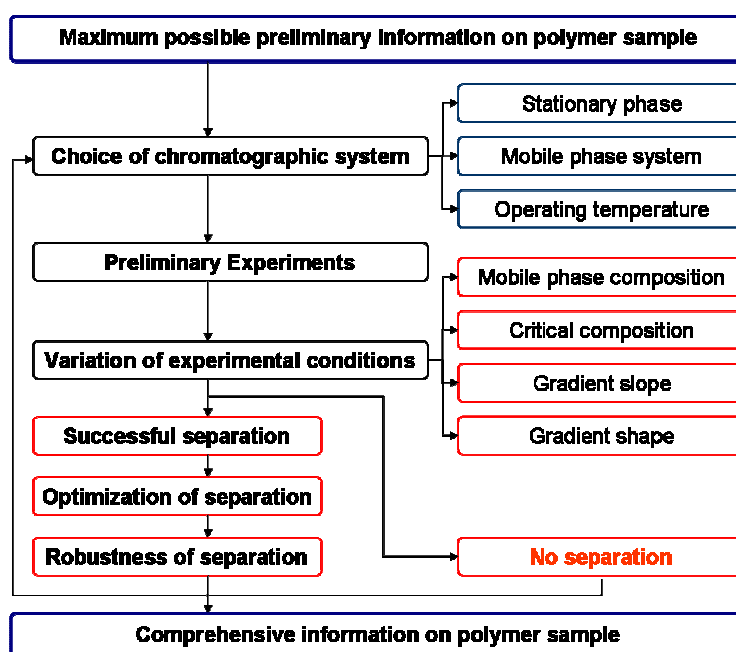 Maximum possible preliminary information on polymer sample
Stationary phase
Choice of chromatographic system
Mobile phase system
Operating temperature
Preliminary Experiments
Mobile phase composition
Critical composition
Variation of experimental conditions
Gradient slope
Gradient shape
Successful separation
Optimization of separation
Robustness of separation
No separation
Comprehensive information on polymer sample